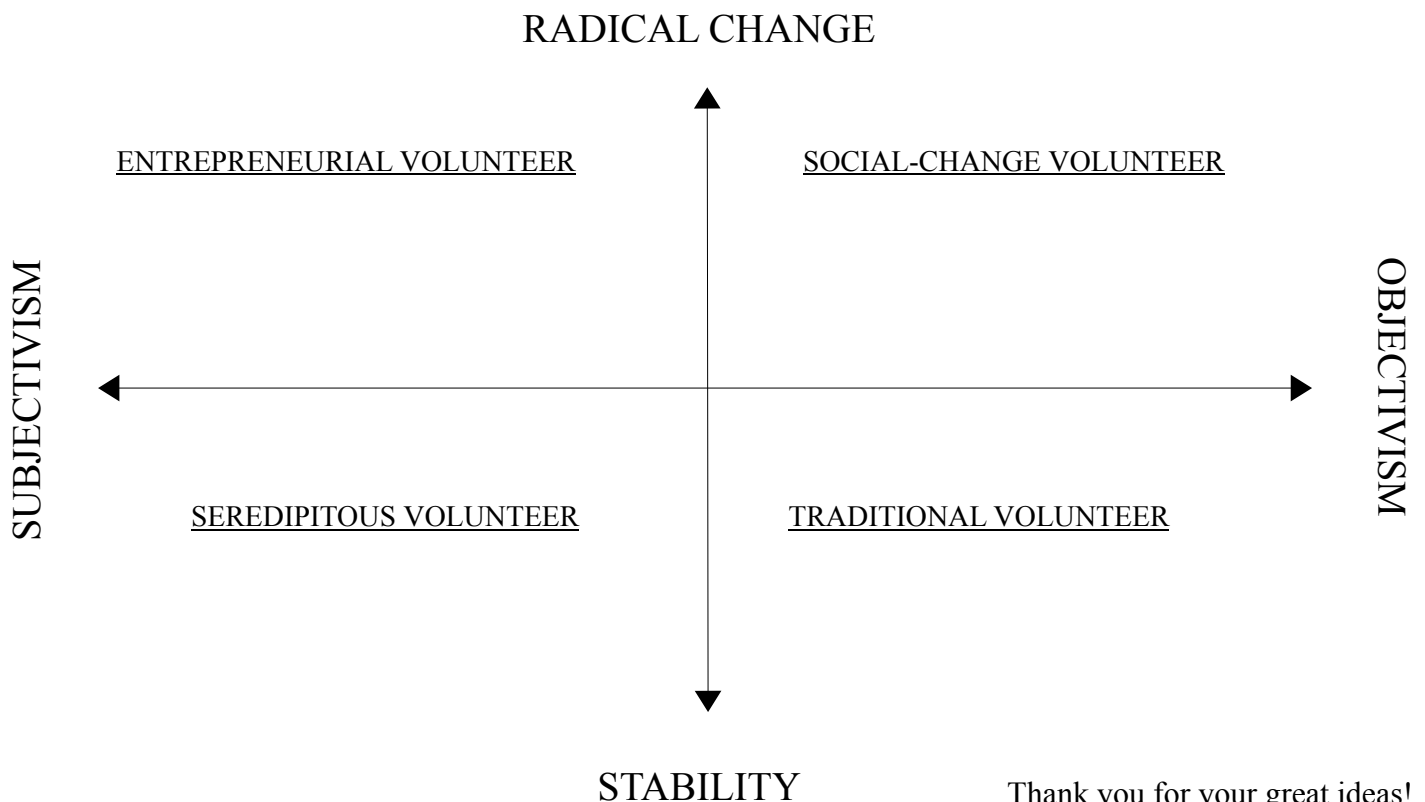 RADICAL CHANGE
ENTREPRENEURIAL VOLUNTEER
SOCIAL-CHANGE VOLUNTEER
SUBJECTIVISM
OBJECTIVISM
SEREDIPITOUS VOLUNTEER
TRADITIONAL VOLUNTEER
STABILITY
Thank you for your great ideas!